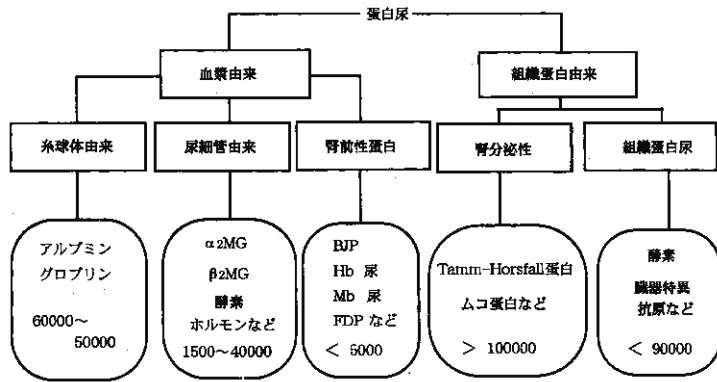 蛋白尿
血漿由来
組織蛋白由来
糸球体由来
尿細管由来
腎前性蛋白
腎分泌性
組織蛋白尿
アルブミン
グロブリン
60000〜
50000
α2MG
β2MG
酵素
ホルモンなど
1500〜40000
BJP
Hb 尿
Mb 尿
FDP など
< 5000
Tamm-Horsfall蛋白
ムコ蛋白など
> 100000
酵素
臓器特異
抗原など
< 90000